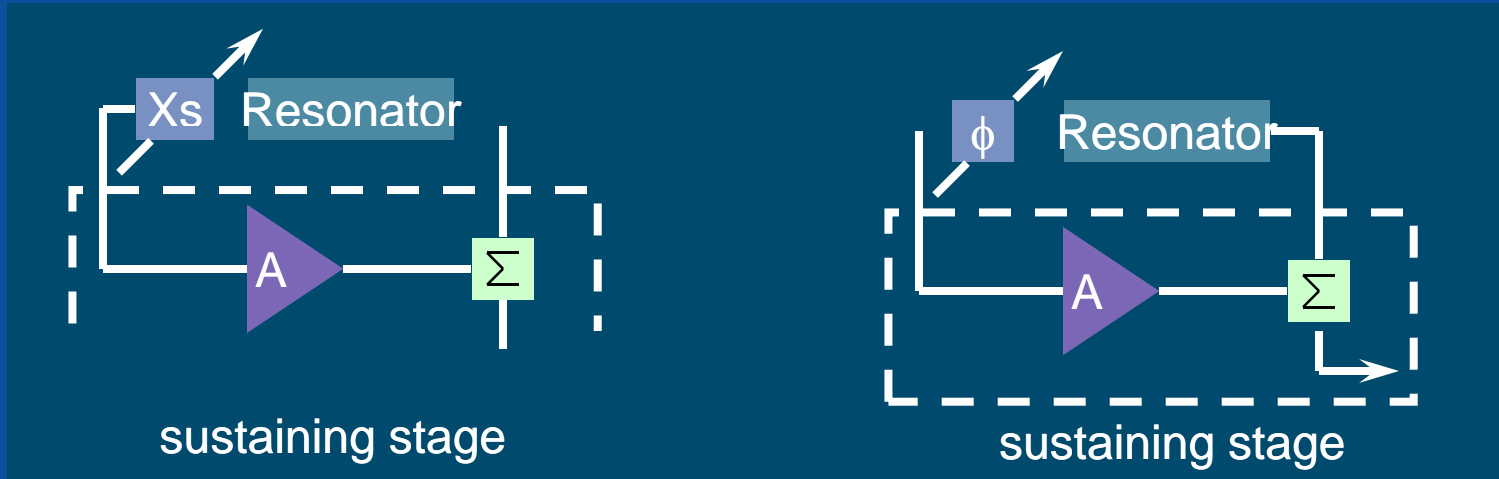 Xs Resonator
A
Σ
sustaining stage
ϕ Resonator
A
Σ
sustaining stage